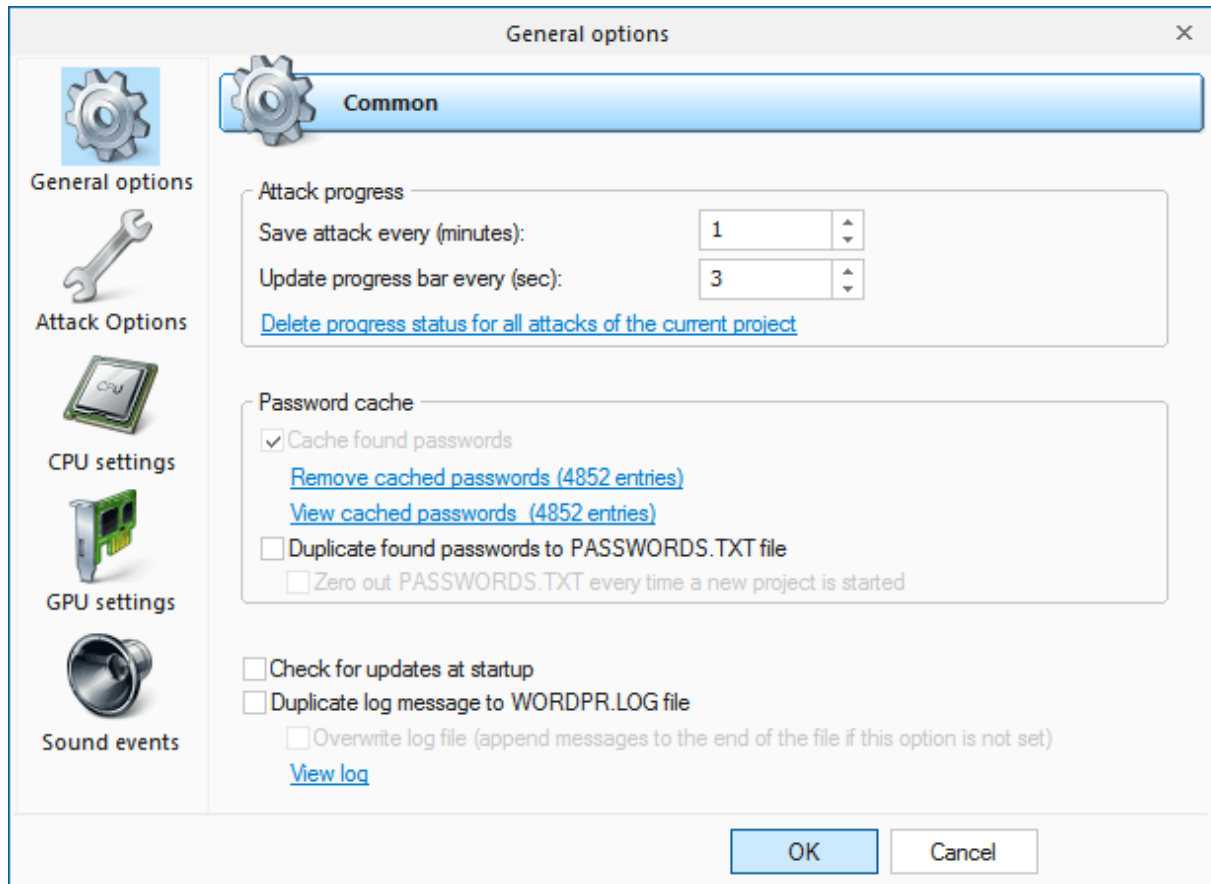 General options
General options
Attack Options
CPU
CPU settings
GPU settings
Sound events
Common
Attack progress
Save attack every (minutes):
1
Update progress bar every (sec):
3
Delete progress status for all attacks of the current project
Password cache
Cache found passwords
Remove cached passwords (4852 entries)
View cached passwords (4852 entries)
Duplicate found passwords to PASSWORDS.TXT file
Zero out PASSWORDS.TXT every time a new project is started
Check for updates at startup
Duplicate log message to WORDPR.LOG file
Overwrite log file (append messages to the end of the file if this option is not set)
View log
OK
Cancel